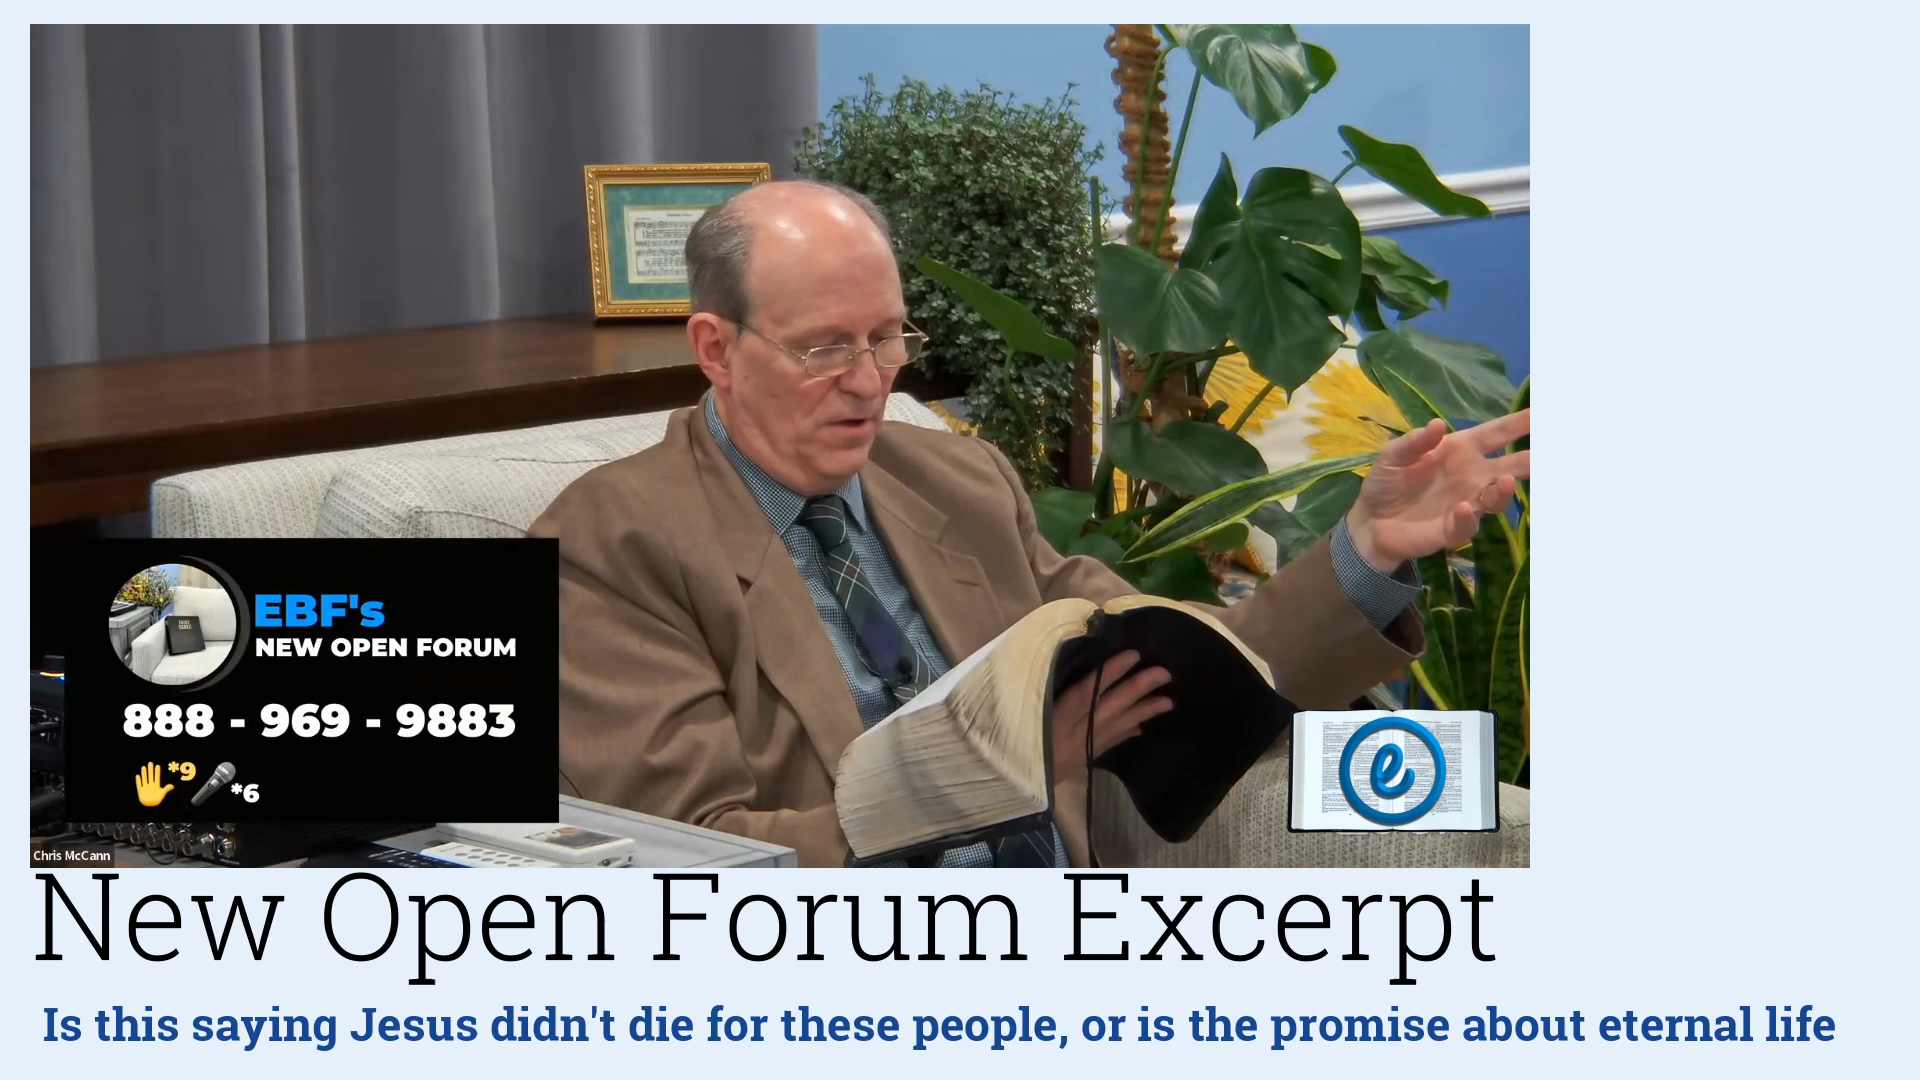 EBF's
NEW OPEN FORUM
888 - 969 - 9883
*9
*6
e
Chris McCann
New Open Forum Excerpt
Is this saying Jesus didn't die for these people, or is the promise about eternal life